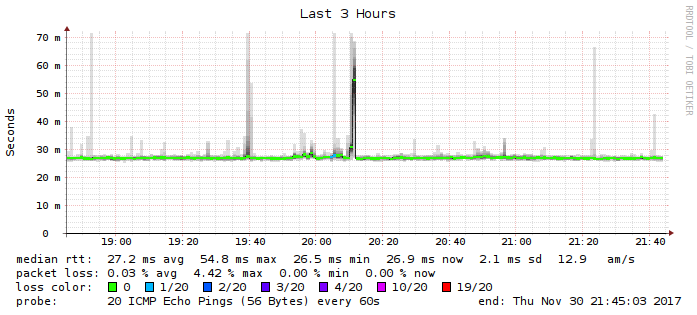 Last 3 Hours
RRDTOOL / TOBI OETIKER
Seconds
70 m
60 m
50 m
40 m
30 m
20 m
10 m
0
19:00 19:20 19:40 20:00 20:20 20:40 21:00 21:20 21:40
median rtt: 27.2 ms avg 54.8 ms max 26.5 ms min 26.9 ms now 2.1 ms sd 12.9 am/s
packet loss: 0.03 % avg 4.42 % max 0.00 % min 0.00 % now
loss color: 0 1/20 2/20 3/20 4/20 10/20 19/20
probe: 20 ICMP Echo Pings (56 Bytes) every 60s end: Thu Nov 30 21:45:03 2017